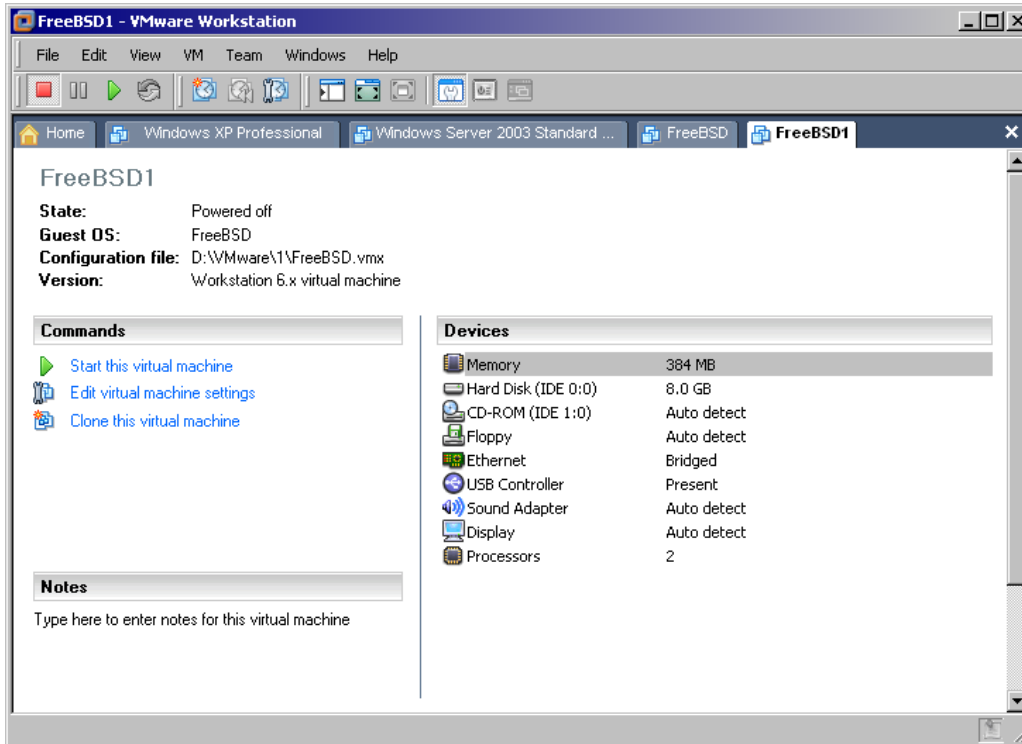 FreeBSD1 - VMware Workstation
File Edit View VM Team Windows Help
Home Windows XP Professional Windows Server 2003 Standard ... FreeBSD FreeBSD1
FreeBSD1
State: Powered off
Guest OS: FreeBSD
Configuration file: D:\VMware\1\FreeBSD.vmx
Version: Workstation 6.x virtual machine
Commands
Start this virtual machine
Edit virtual machine settings
Clone this virtual machine
Devices
Memory 384 MB
Hard Disk (IDE 0:0) 8.0 GB
CD-ROM (IDE 1:0) Auto detect
Floppy Auto detect
Ethernet Bridged
USB Controller Present
Sound Adapter Auto detect
Display Auto detect
Processors 2
Notes
Type here to enter notes for this virtual machine